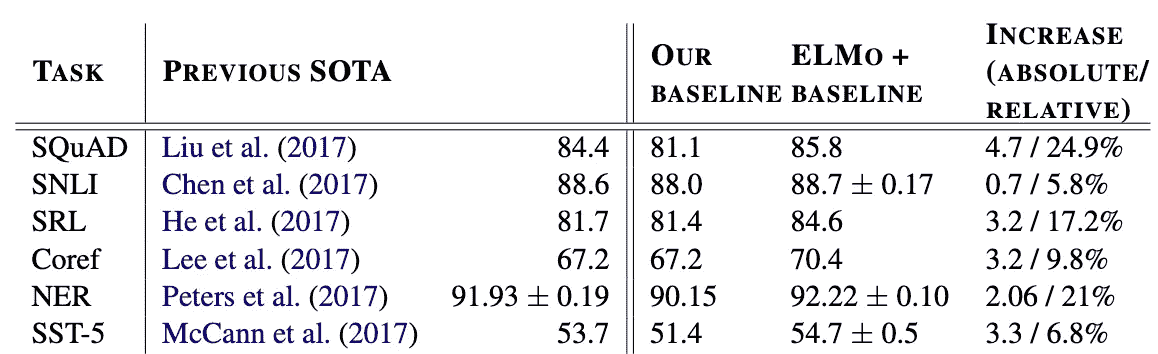 TASK PREVIOUS SOTA OUR BASELINE ELMO + BASELINE INCREASE (ABSOLUTE/ RELATIVE)
SQuAD Liu et al. (2017) 84.4 81.1 85.8 4.7 / 24.9%
SNLI Chen et al. (2017) 88.6 88.0 88.7 ± 0.17 0.7 / 5.8%
SRL He et al. (2017) 81.7 81.4 84.6 3.2 / 17.2%
Coref Lee et al. (2017) 67.2 67.2 70.4 3.2 / 9.8%
NER Peters et al. (2017) 91.93 ± 0.19 90.15 92.22 ± 0.10 2.06 / 21%
SST-5 McCann et al. (2017) 53.7 51.4 54.7 ± 0.5 3.3 / 6.8%